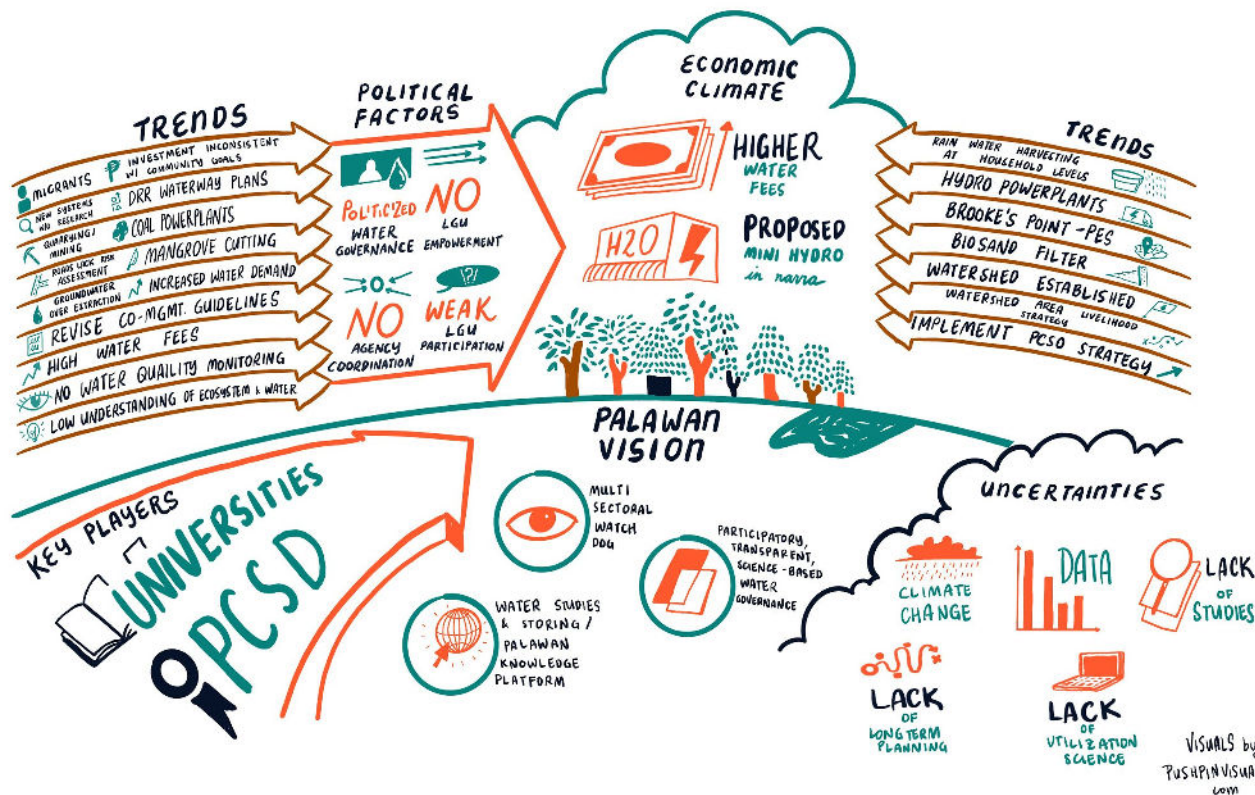 TRENDS
MIGRANTS
INVESTMENT INCONSISTENT
W/ COMMUNITY GOALS
NEW SYSTEMS
W/O RESEARCH
DRR WATERWAY PLANS
QUARRYING/
MINING
COAL POWERPLANTS
ROADS LACK RISK
ASSESSMENT
MANGROVE CUTTING
GROUNDWATER
OVER EXTRACTION
INCREASED WATER DEMAND
REVISE CO-MGMT. GUIDELINES
HIGH WATER FEES
NO WATER QUAILITY MONITORING
LOW UNDERSTANDING OF ECOSYSTEM & WATER
POLITICAL
FACTORS
POLITICIZED
WATER
GOVERNANCE
NO
LGU
EMPOWERMENT
NO
AGENCY
COORDINATION
!?!
WEAK
LGU
PARTICIPATION
ECONOMIC
CLIMATE
HIGHER
WATER
FEES
H2O
PROPOSED
MINI HYDRO
in narra
TRENDS
RAIN WATER HARVESTING
AT HOUSEHOLD LEVELS
HYDRO POWERPLANTS
BROOKE'S POINT-PES
BIOSAND FILTER
WATERSHED ESTABLISHED
WATERSHED AREA LIVELIHOOD
STRATEGY
IMPLEMENT PCSD STRATEGY
PALAWAN
VISION
KEY PLAYERS
UNIVERSITIES
PCSD
MULTI
SECTORAL
WATCH
DOG
PARTICIPATORY,
TRANSPARENT,
SCIENCE-BASED
WATER
GOVERNANCE
WATER STUDIES
& STORING/
PALAWAN
KNOWLEDGE
PLATFORM
UNCERTAINTIES
CLIMATE
CHANGE
DATA
LACK
OF
STUDIES
LACK
OF
LONG TERM
PLANNING
LACK
OF
UTILIZATION
SCIENCE
VISUALS by
PUSHPINVISUA
com